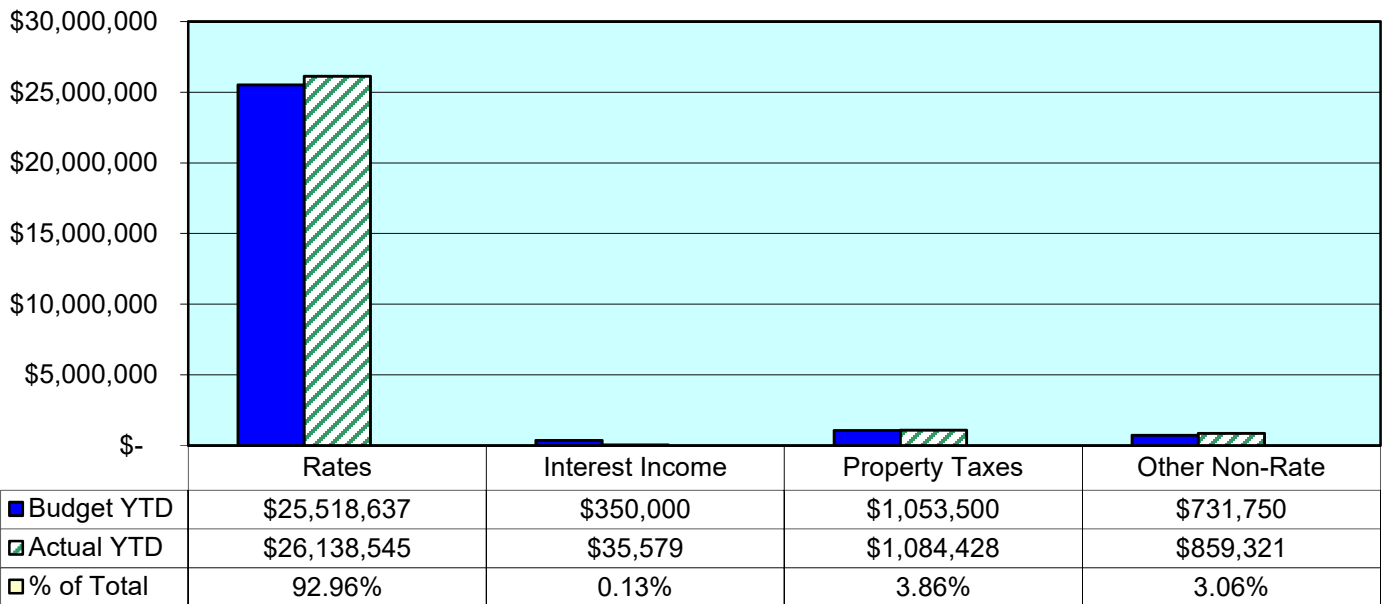 $30,000,000
$25,000,000
$20,000,000
$15,000,000
$10,000,000
$5,000,000
$-
Rates Interest Income Property Taxes Other Non-Rate
Budget YTD $25,518,637 $350,000 $1,053,500 $731,750
Actual YTD $26,138,545 $35,579 $1,084,428 $859,321
% of Total 92.96% 0.13% 3.86% 3.06%